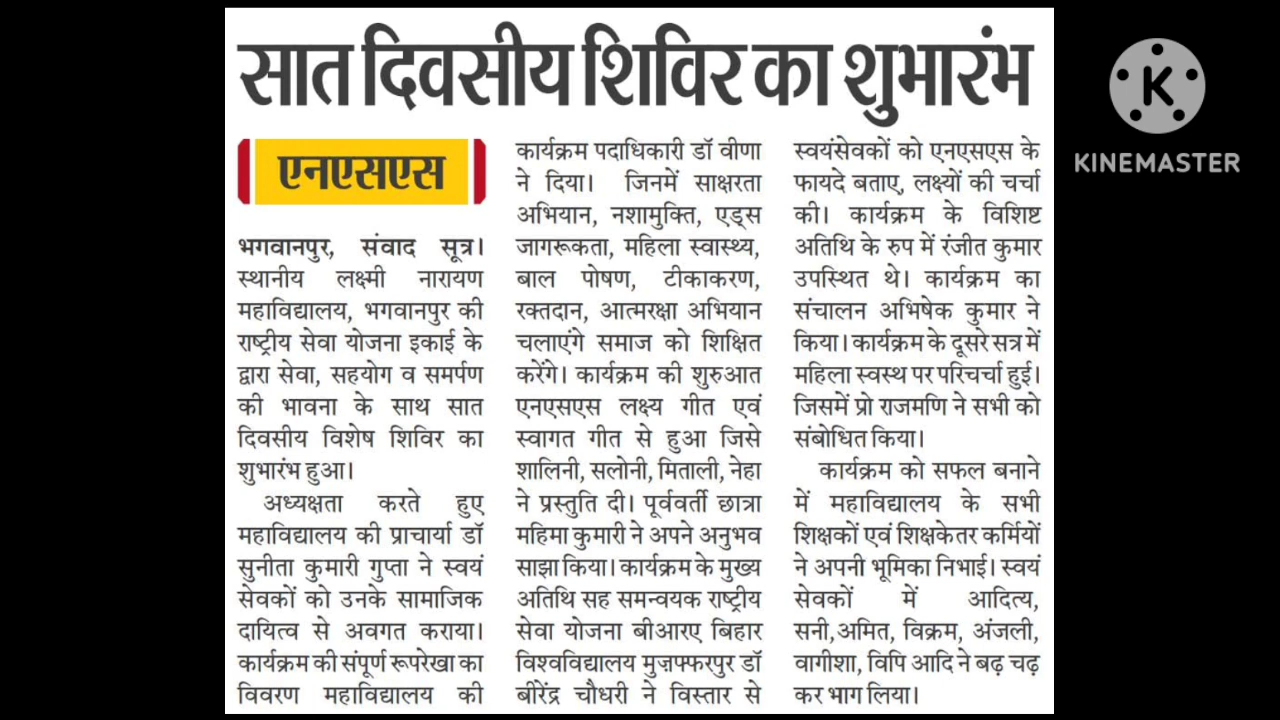 सात दिवसीय शिविर का शुभारंभ
एनएसएस
भगवानपुर, संवाद सूत्र।
स्थानीय लक्ष्मी नारायण
महाविद्यालय, भगवानपुर की
राष्ट्रीय सेवा योजना इकाई के
द्वारा सेवा, सहयोग व समर्पण
की भावना के साथ सात
दिवसीय विशेष शिविर का
शुभारंभ हुआ।
अध्यक्षता करते हुए
महाविद्यालय की प्राचार्या डॉ
सुनीता कुमारी गुप्ता ने स्वयं
सेवकों को उनके सामाजिक
दायित्व से अवगत कराया।
कार्यक्रम की संपूर्ण रूपरेखा का
विवरण महाविद्यालय की
कार्यक्रम पदाधिकारी डॉ वीणा
ने दिया। जिनमें साक्षरता
अभियान, नशामुक्ति, एड्स
जागरूकता, महिला स्वास्थ्य,
बाल पोषण, टीकाकरण,
रक्तदान, आत्मरक्षा अभियान
चलाएंगे समाज को शिक्षित
करेंगे। कार्यक्रम की शुरुआत
एनएसएस लक्ष्य गीत एवं
स्वागत गीत से हुआ जिसे
शालिनी, सलोनी, मिताली, नेहा
ने प्रस्तुति दी। पूर्ववर्ती छात्रा
महिमा कुमारी ने अपने अनुभव
साझा किया। कार्यक्रम के मुख्य
अतिथि सह समन्वयक राष्ट्रीय
सेवा योजना बीआरए बिहार
विश्वविद्यालय मुजफ्फरपुर डॉ
बीरेंद्र चौधरी ने विस्तार से
स्वयंसेवकों को एनएसएस के
फायदे बताए, लक्ष्यों की चर्चा
की। कार्यक्रम के विशिष्ट
अतिथि के रुप में रंजीत कुमार
उपस्थित थे। कार्यक्रम का
संचालन अभिषेक कुमार ने
किया। कार्यक्रम के दूसरे सत्र में
महिला स्वस्थ पर परिचर्चा हुई।
जिसमें प्रो राजमणि ने सभी को
संबोधित किया।
कार्यक्रम को सफल बनाने
में महाविद्यालय के सभी
शिक्षकों एवं शिक्षकेतर कर्मियों
ने अपनी भूमिका निभाई। स्वयं
सेवकों में आदित्य,
सनी,अमित, विक्रम, अंजली,
वागीशा, विपि आदि ने बढ़ चढ़
कर भाग लिया।
K
KINEMASTER